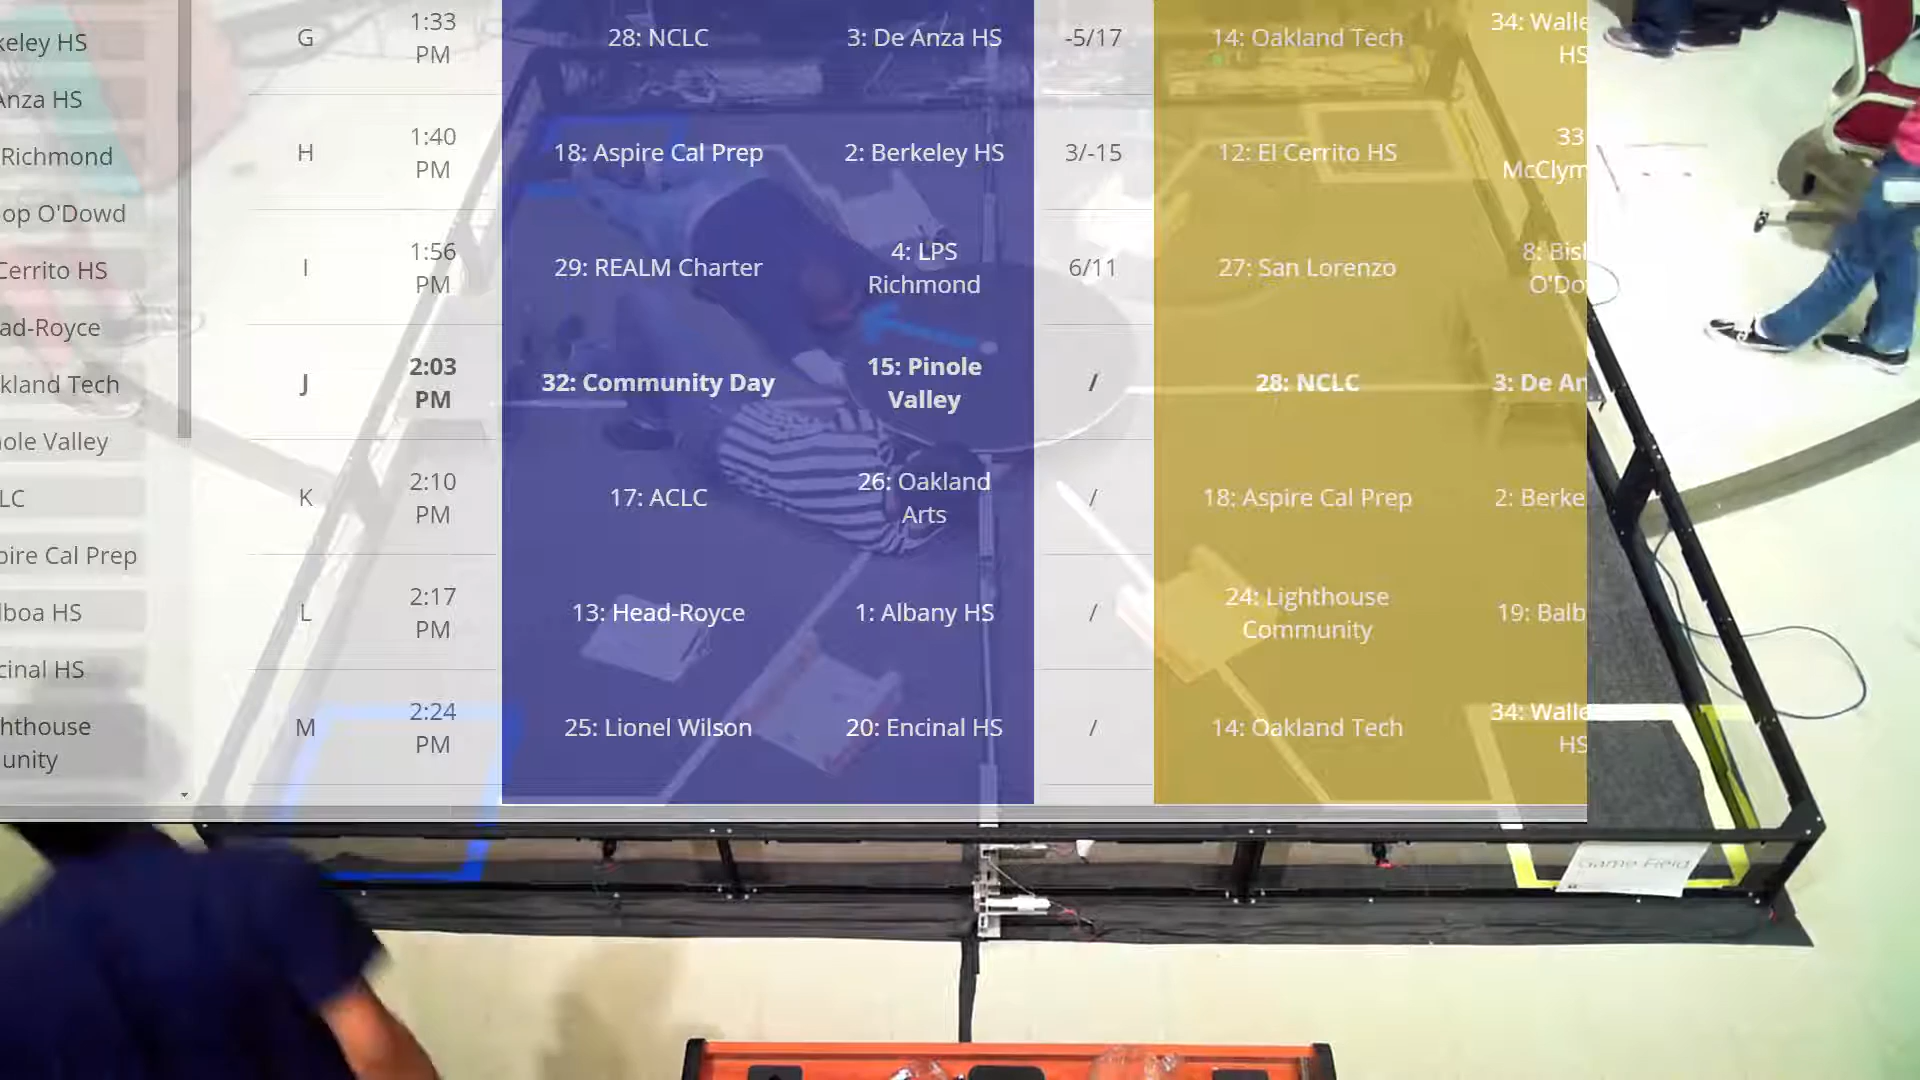 keley HS
Anza HS
Richmond
op O'Dowd
Cerrito HS
ad-Royce
kland Tech
ole Valley
LC
pire Cal Prep
lboa HS
cinal HS
hthouse
unity
G
1:33
PM
28: NCLC
3: De Anza HS
-5/17
14: Oakland Tech
34: Walle
HS
H
1:40
PM
18: Aspire Cal Prep
2: Berkeley HS
3/-15
12: El Cerrito HS
33
McClym
I
1:56
PM
29: REALM Charter
4: LPS
Richmond
6/11
27: San Lorenzo
8: Bish
O'Do
J
2:03
PM
32: Community Day
15: Pinole
Valley
/
28: NCLC
3: De An
K
2:10
PM
17: ACLC
26: Oakland
Arts
/
18: Aspire Cal Prep
2: Berke
L
2:17
PM
13: Head-Royce
1: Albany HS
/
24: Lighthouse
Community
19: Balb
M
2:24
PM
25: Lionel Wilson
20: Encinal HS
/
14: Oakland Tech
34: Walle
HS
Game Field